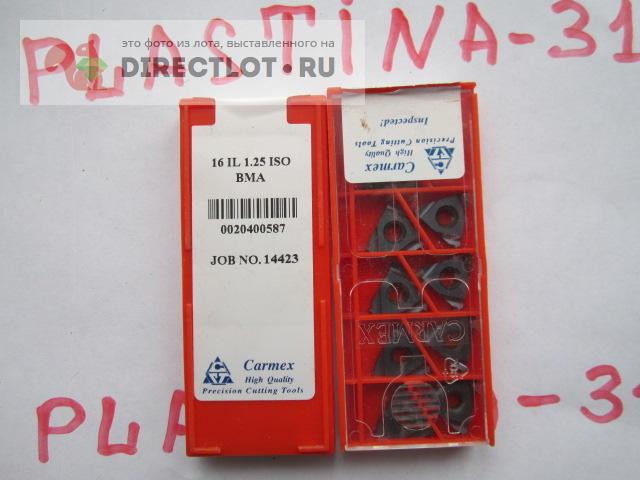 PLASTINA-31
это фото из лота, выставленного на
DIRECTLOT.RU
16 IL 1.25 ISO
BMA
0020400587
JOB NO. 14423
Carmex
High Quality
Precision Cutting Tools
Inspected!
Precision Cutting Tools
High Quality
Carmex
CARMEX